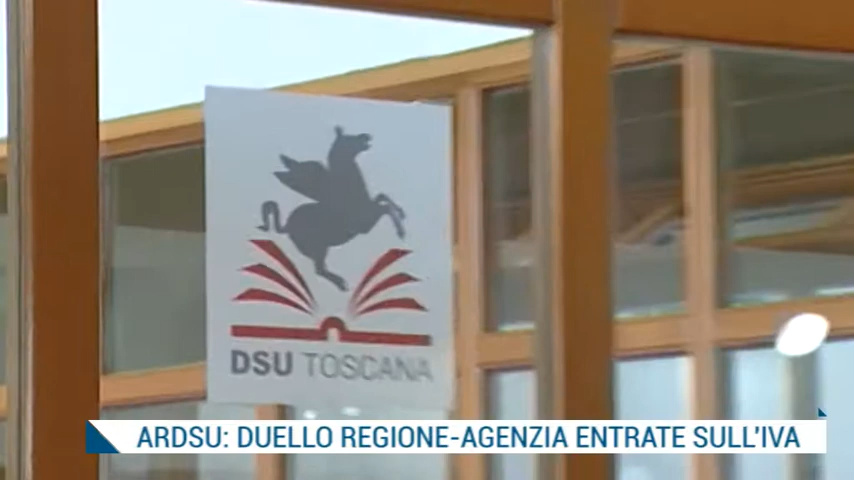 DSU TOSCANA
ARDSU: DUELLO REGIONE-AGENZIA ENTRATE SULL'IVA